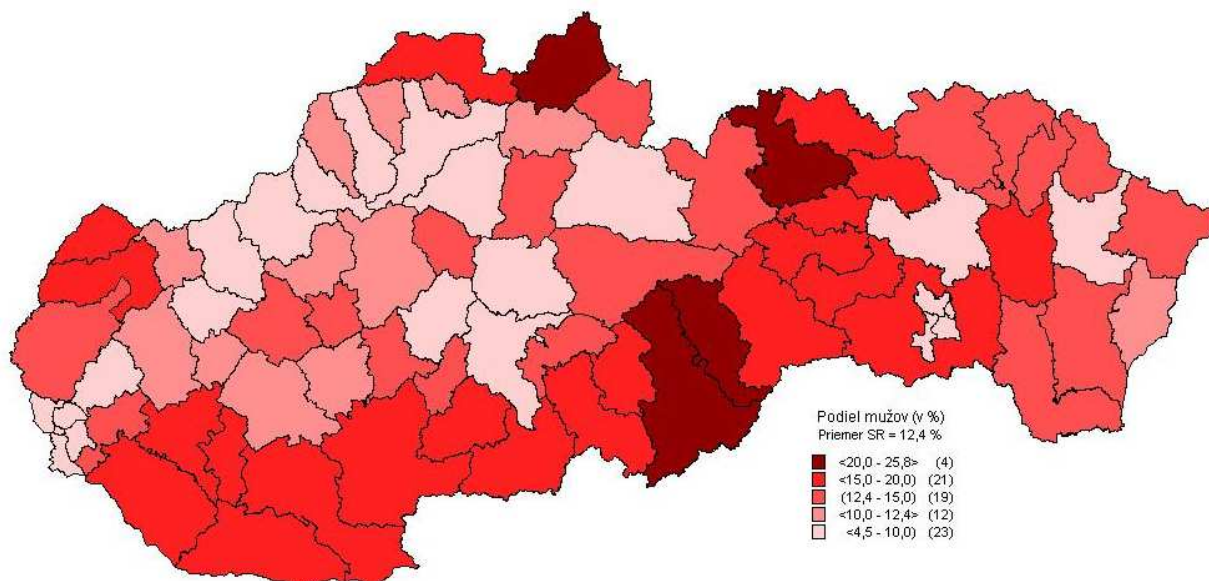 Podiel mužov (v %)
Priemer SR = 12,4 %
<20,0 - 25,8> (4)
<15,0 - 20,0) (21)
(12,4 - 15,0) (19)
<10,0 - 12,4> (12)
<4,5 - 10,0) (23)